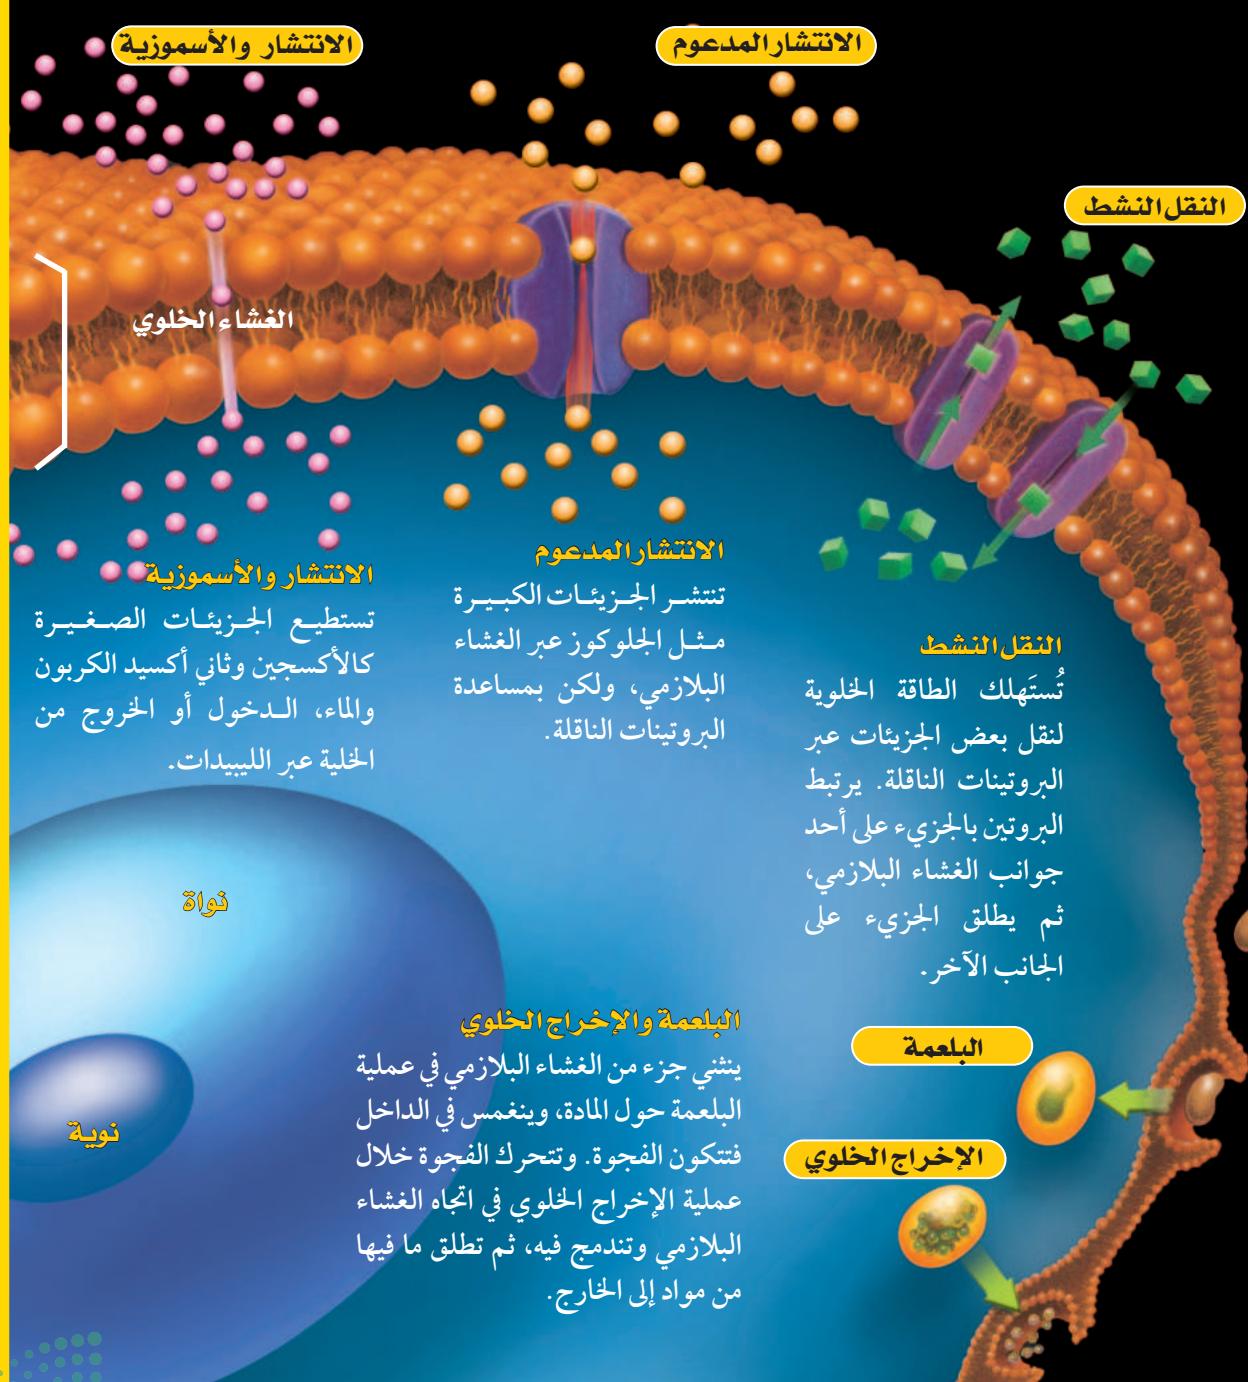 الانتشار المدعوم
الانتشار والأسموزية
النقل النشط
الغشاء الخلوي
الانتشار المدعوم
تنتشر الجزيئات الكبيرة
مثل الجلوكوز عبر الغشاء
البلازمي، ولكن بمساعدة
البروتينات الناقلة.
الانتشار والأسموزية
تستطيع الجزيئات الصغيرة
كالأكسجين وثاني أكسيد الكربون
والماء، الدخول أو الخروج من
الخلية عبر الليبيدات.
النقل النشط
تُستَهلك الطاقة الخلوية
لنقل بعض الجزيئات عبر
البروتينات الناقلة. يرتبط
البروتين بالجزيء على أحد
جوانب الغشاء البلازمي،
ثم يطلق الجزيء على
الجانب الآخر.
نواة
نوية
البلعمة والإخراج الخلوي
ينثني جزء من الغشاء البلازمي في عملية
البلعمة حول المادة، وينغمس في الداخل
فتتكون الفجوة. وتتحرك الفجوة خلال
عملية الإخراج الخلوي في اتجاه الغشاء
البلازمي وتندمج فيه، ثم تطلق ما فيها
من مواد إلى الخارج.
البلعمة
الإخراج الخلوي